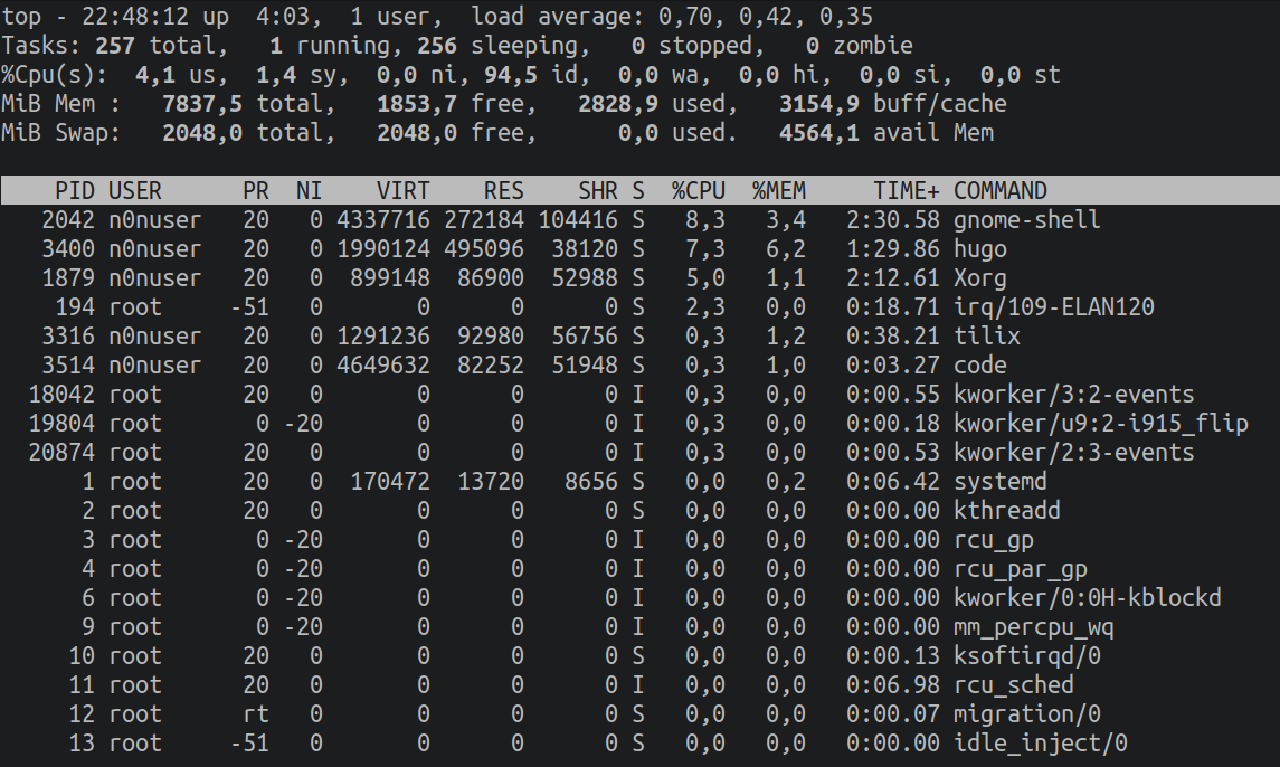 top - 22:48:12 up  4:03,  1 user,  load average: 0,70, 0,42, 0,35
Tasks: 257 total,   1 running, 256 sleeping,   0 stopped,   0 zombie
%Cpu(s):  4,1 us,  1,4 sy,  0,0 ni, 94,5 id,  0,0 wa,  0,0 hi,  0,0 si,  0,0 st
MiB Mem :   7837,5 total,   1853,7 free,   2828,9 used,   3154,9 buff/cache
MiB Swap:   2048,0 total,   2048,0 free,      0,0 used.   4564,1 avail Mem
    PID USER      PR  NI    VIRT    RES    SHR S  %CPU  %MEM     TIME+ COMMAND
   2042 n0nuser   20   0 4337716 272184 104416 S   8,3   3,4   2:30.58 gnome-shell
   3400 n0nuser   20   0 1990124 495096  38120 S   7,3   6,2   1:29.86 hugo
   1879 n0nuser   20   0  899148  86900  52988 S   5,0   1,1   2:12.61 Xorg
    194 root     -51   0       0      0      0 S   2,3   0,0   0:18.71 irq/109-ELAN120
   3316 n0nuser   20   0 1291236  92980  56756 S   0,3   1,2   0:38.21 tilix
   3514 n0nuser   20   0 4649632  82252  51948 S   0,3   1,0   0:03.27 code
  18042 root      20   0       0      0      0 I   0,3   0,0   0:00.55 kworker/3:2-events
  19804 root       0 -20       0      0      0 I   0,3   0,0   0:00.18 kworker/u9:2-i915_flip
  20874 root      20   0       0      0      0 I   0,3   0,0   0:00.53 kworker/2:3-events
      1 root      20   0  170472  13720   8656 S   0,0   0,2   0:06.42 systemd
      2 root      20   0       0      0      0 S   0,0   0,0   0:00.00 kthreadd
      3 root       0 -20       0      0      0 I   0,0   0,0   0:00.00 rcu_gp
      4 root       0 -20       0      0      0 I   0,0   0,0   0:00.00 rcu_par_gp
      6 root       0 -20       0      0      0 I   0,0   0,0   0:00.00 kworker/0:0H-kblockd
      9 root       0 -20       0      0      0 I   0,0   0,0   0:00.00 mm_percpu_wq
     10 root      20   0       0      0      0 S   0,0   0,0   0:00.13 ksoftirqd/0
     11 root      20   0       0      0      0 I   0,0   0,0   0:06.98 rcu_sched
     12 root      rt   0       0      0      0 S   0,0   0,0   0:00.07 migration/0
     13 root     -51   0       0      0      0 S   0,0   0,0   0:00.00 idle_inject/0